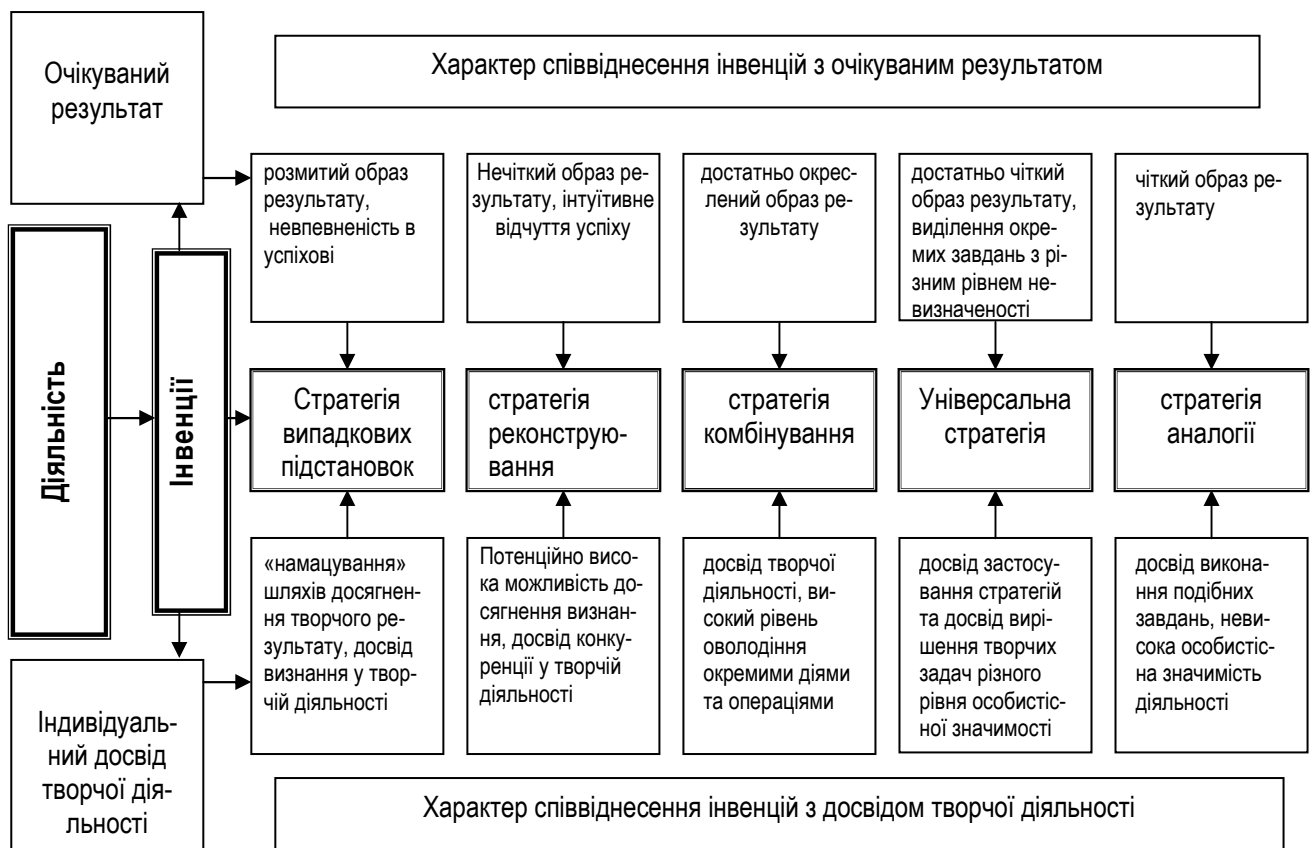 Очікуваний
результат
Характер співвіднесення інвенцій з очікуваним результатом
розмитий образ
результату,
невпевненість в
успіхові
Нечіткий образ ре-
зультату, інтуїтивне
відчуття успіху
достатньо окрес-
лений образ ре-
зультату
достатньо чіткий
образ результату,
виділення окре-
мих завдань з рі-
зним рівнем не-
визначеності
чіткий образ ре-
зультату
Діяльність
Інвенції
Стратегія
випадкових
підстановок
стратегія
реконструю-
вання
стратегія
комбінування
Універсальна
стратегія
стратегія
аналогії
«намацування»
шляхів досягнен-
ня творчого ре-
зультату, досвід
визнання у твор-
чій діяльності
Потенційно висо-
ка можливість до-
сягнення визнан-
ня, досвід конку-
ренції у творчій
діяльності
досвід творчої
діяльності, ви-
сокий рівень
оволодіння
окремими діями
та операціями
досвід застосу-
вання стратегій
та досвід вирі-
шення творчих
задач різного
рівня особистіс-
ної значимості
досвід виконан-
ня подібних
завдань, неви-
сока особистіс-
на значимість
діяльності
Індивідуаль-
ний досвід
творчої дія-
льності
Характер співвіднесення інвенцій з досвідом творчої діяльності